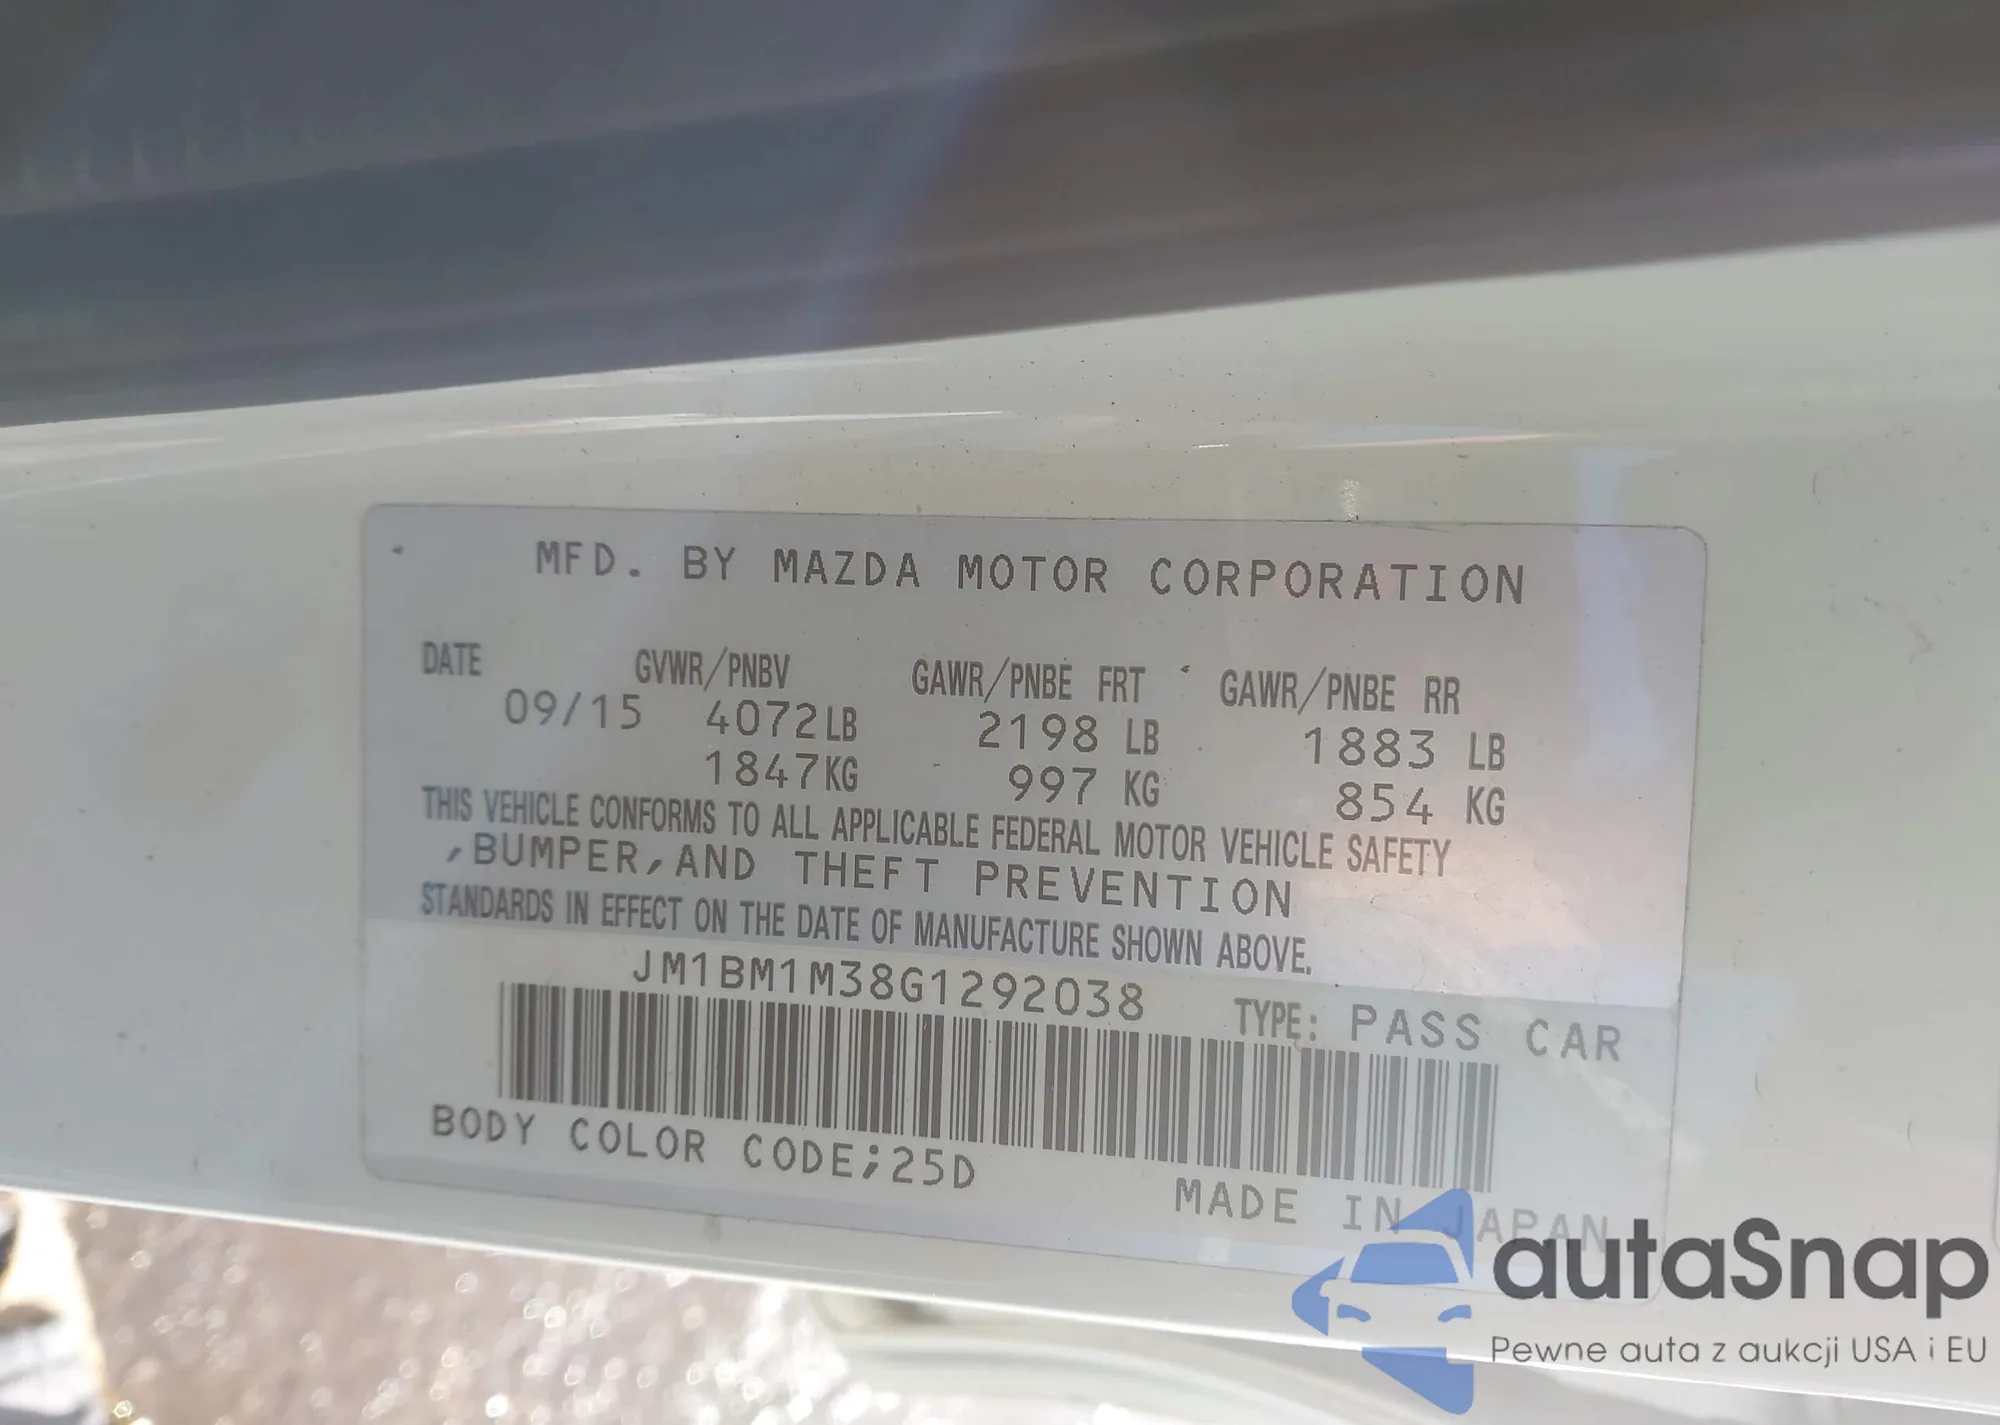 MFD. BY MAZDA MOTOR CORPORATION
DATE GVWR/PNBV GAWR/PNBE FRT GAWR/PNBE RR
09/15 4072LB 2198 LB 1883 LB
1847KG 997 KG 854 KG
THIS VEHICLE CONFORMS TO ALL APPLICABLE FEDERAL MOTOR VEHICLE SAFETY
,BUMPER,AND THEFT PREVENTION
STANDARDS IN EFFECT ON THE DATE OF MANUFACTURE SHOWN ABOVE.
JM1BM1M38G1292038 TYPE: PASS CAR
BODY COLOR CODE;25D
MADE IN JAPAN
autaSnap
Pewne auta z aukcji USA i EU